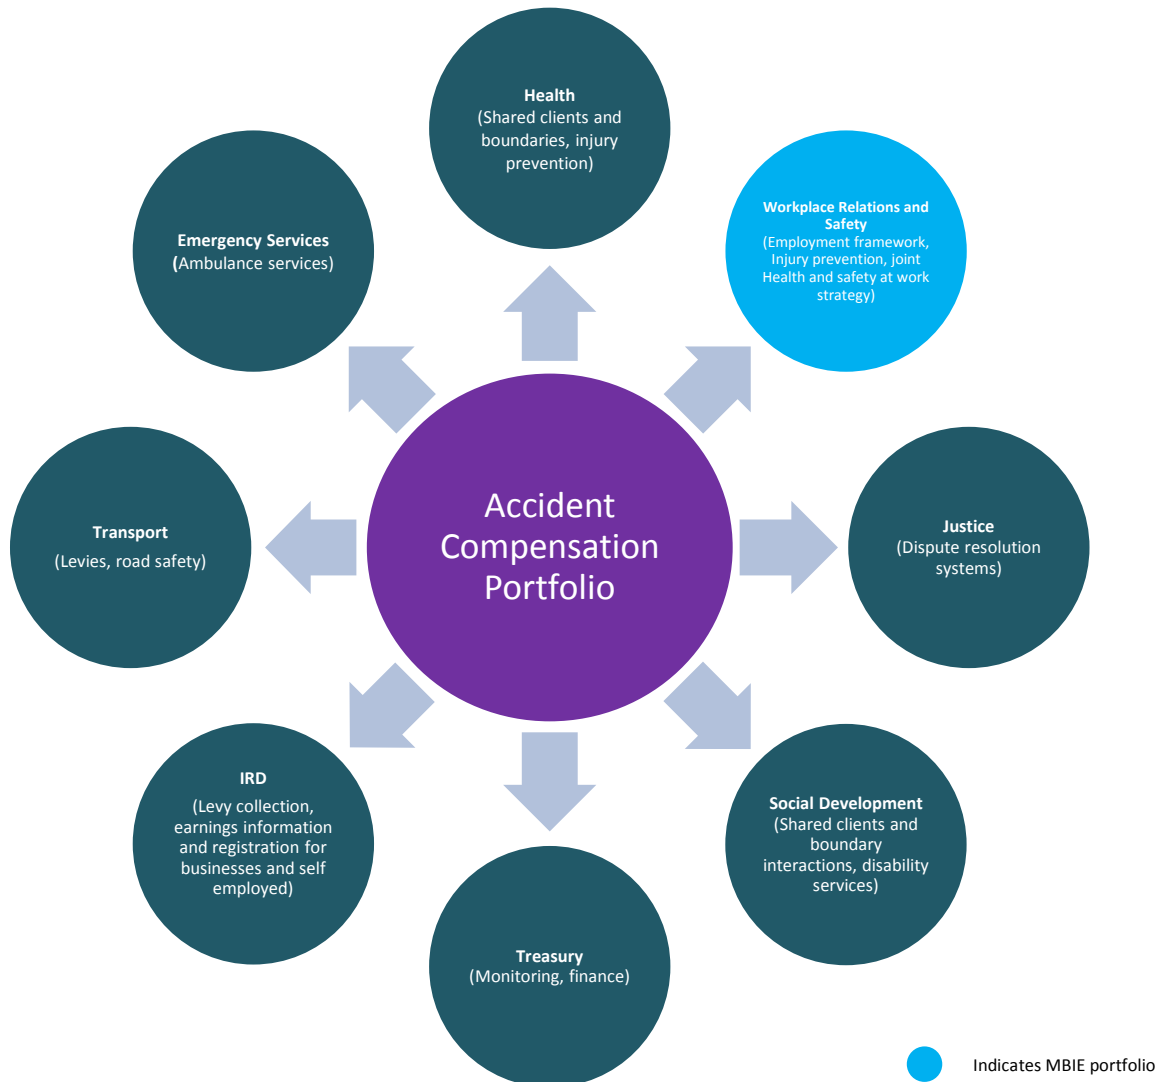 Health
(Shared clients and
boundaries, injury
prevention)
Workplace Relations and
Safety
(Employment framework,
Injury prevention, joint
Health and safety at work
strategy)
Emergency Services
(Ambulance services)
Accident
Compensation
Portfolio
Transport
(Levies, road safety)
Justice
(Dispute resolution
systems)
IRD
(Levy collection,
earnings information
and registration for
businesses and self
employed)
Social Development
(Shared clients and
boundary
interactions, disability
services)
Treasury
(Monitoring, finance)
Indicates MBIE portfolio